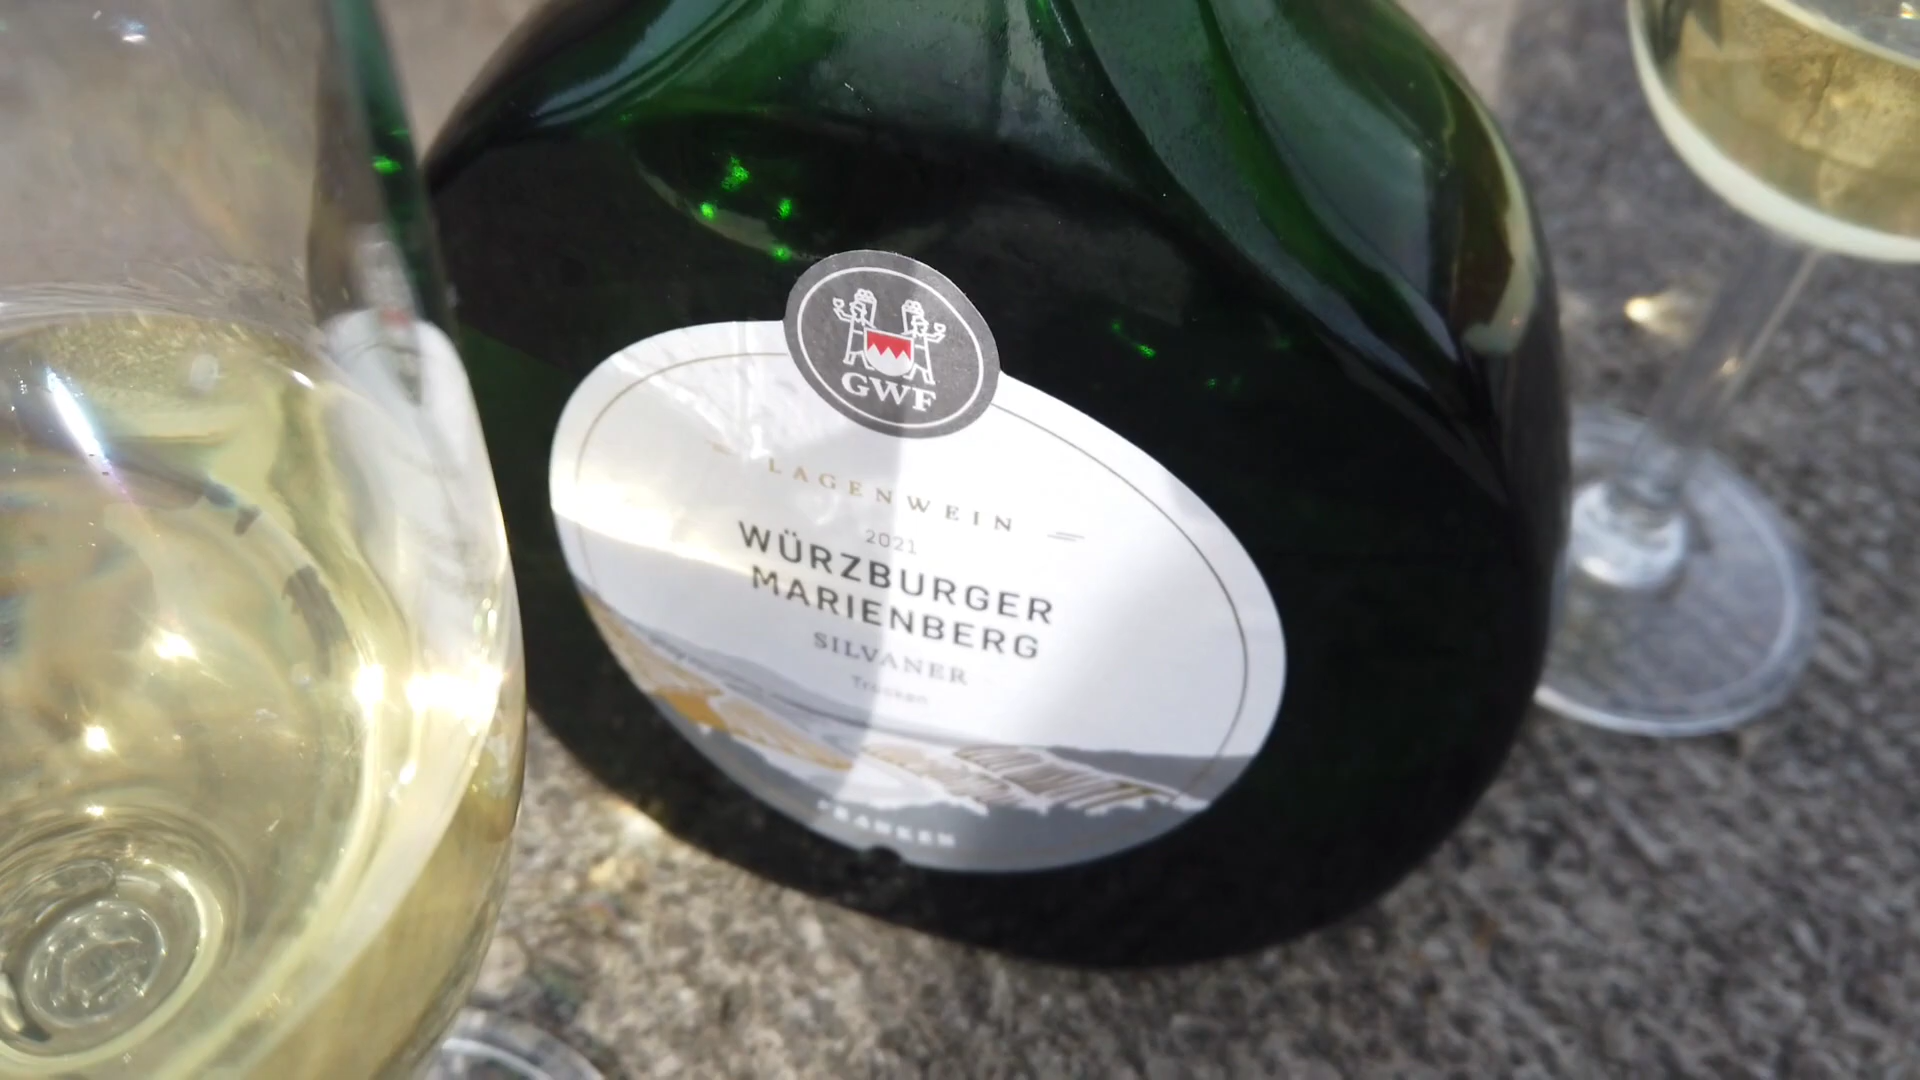 GWF
LAGENWEIN
2021
WÜRZBURGER
MARIENBERG
SILVANER
Trocken
FRANKEN